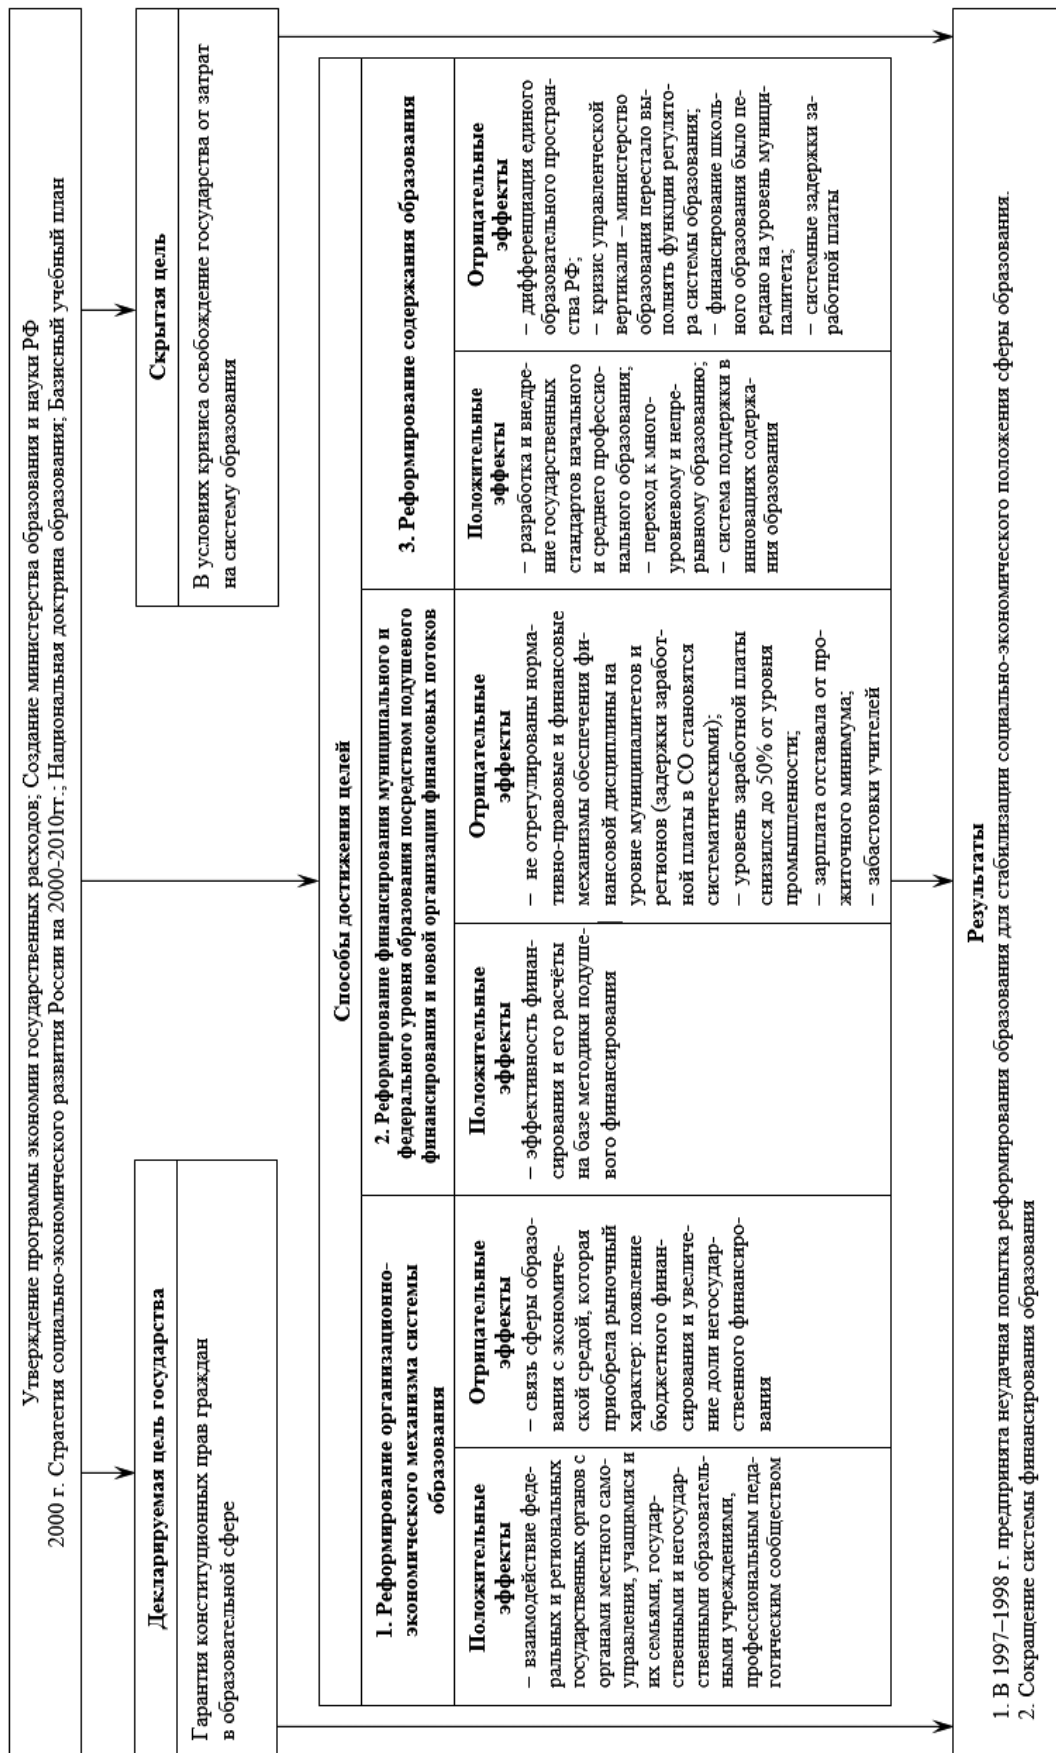 Утверждение программы экономии государственных расходов; Создание министерства образования и науки РФ
2000 г. Стратегия социально-экономического развития России на 2000-2010гг.; Национальная доктрина образования; Базисный учебный план
Декларируемая цель государства
Гарантия конституционных прав граждан
в образовательной сфере
Скрытая цель
В условиях кризиса освобождение государства от затрат
на систему образования
Способы достижения целей
1. Реформирование организационно-
экономического механизма системы
образования
2. Реформирование финансирования муниципального и
федерального уровня образования посредством подушевого
финансирования и новой организации финансовых потоков
3. Реформирование содержания образования
Положительные
эффекты
– взаимодействие феде-
ральных и региональных
государственных органов с
органами местного само-
управления, учащимися и
их семьями, государ-
ственными и негосудар-
ственными образователь-
ными учреждениями,
профессиональным педа-
гогическим сообществом
Отрицательные
эффекты
– связь сферы образо-
вания с экономиче-
ской средой, которая
приобрела рыночный
характер: появление
бюджетного финан-
сирования и увеличе-
ние доли негосудар-
ственного финансиро-
вания
Положительные
эффекты
– эффективность финан-
сирования и его расчёты
на базе методики подуше-
вого финансирования
Отрицательные
эффекты
– не отрегулированы норма-
тивно-правовые и финансовые
механизмы обеспечения фи-
нансовой дисциплины на
уровне муниципалитетов и
регионов (задержки заработ-
ной платы в СО становятся
систематическими);
– уровень заработной платы
снизился до 50% от уровня
промышленности;
– зарплата отставала от про-
житочного минимума;
– забастовки учителей
Положительные
эффекты
– разработка и внедре-
ние государственных
стандартов начального
и среднего профессио-
нального образования;
– переход к много-
уровневому и непре-
рывному образованию;
– система поддержки в
инновациях содержа-
ния образования
Отрицательные
эффекты
– дифференциация единого
образовательного простран-
ства РФ;
– кризис управленческой
вертикали – министерство
образования перестало вы-
полнять функции регулято-
ра системы образования;
– финансирование школь-
ного образования было пе-
редано на уровень муници-
палитета;
– системные задержки за-
работной платы
Результаты
1. В 1997–1998 г. предпринята неудачная попытка реформирования образования для стабилизации социально-экономического положения сферы образования.
2. Сокращение системы финансирования образования